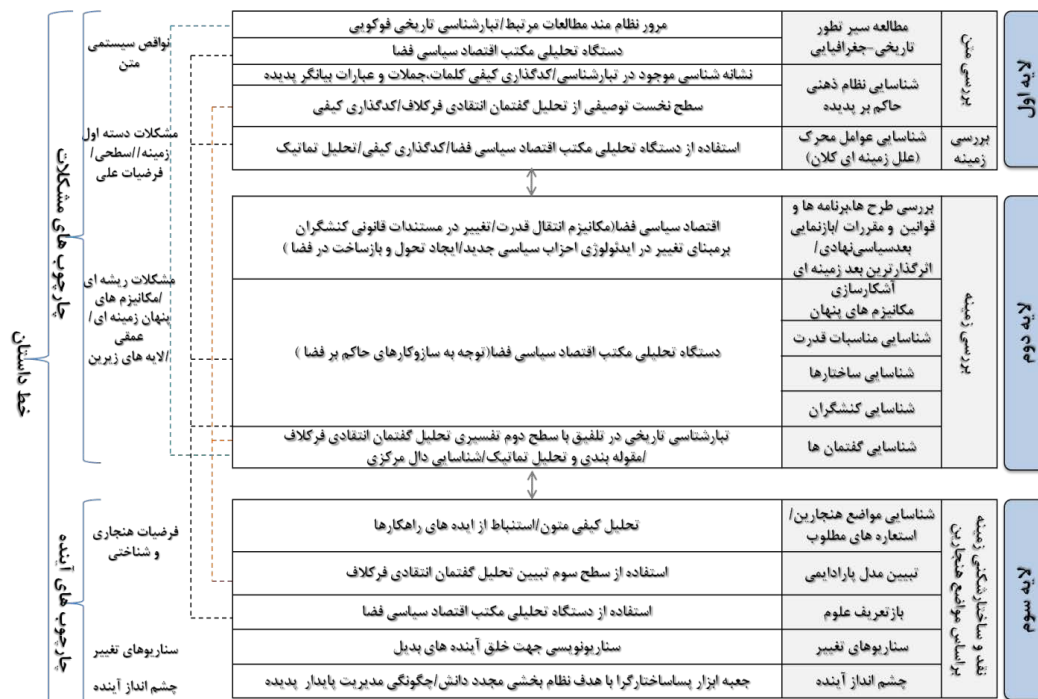 لایه اول
بررسی متن
مطالعه سیر تطور
تاریخی-جغرافیایی
مرور نظام مند مطالعات مرتبط/تبارشناسی تاریخی فوکویی
دستگاه تحلیلی مکتب اقتصاد سیاسی فضا
شناسایی نظام ذهنی
حاکم بر پدیده
نشانه شناسی موجود در تبارشناسی/کدگذاری کیفی کلمات،جملات و عبارات بیانگر پدیده
سطح نخست توصیفی از تحلیل گفتمان انتقادی فرکلاف/کدگذاری کیفی
بررسی
زمینه
شناسایی عوامل محرک
(علل زمینه ای کلان)
استفاده از دستگاه تحلیلی مکتب اقتصاد سیاسی فضا/کدگذاری کیفی/تحلیل تماتیک
لایه دوم
بررسی زمینه
بررسی طرح ها،برنامه ها و
قوانین و مقررات /بازنمایی
بعدسیاسی‌نهادی/
اثرگذارترین بعد زمینه ای
اقتصاد سیاسی فضا(مکانیزم انتقال قدرت/تغییر در مستندات قانونی کنشگران
برمبنای تغییر در ایدئولوژی احزاب سیاسی جدید/ایجاد تحول و بازساخت در فضا )
آشکارسازی
مکانیزم های پنهان
شناسایی مناسبات قدرت
شناسایی ساختارها
شناسایی کنشگران
دستگاه تحلیلی مکتب اقتصاد سیاسی فضا(توجه به سازوکارهای حاکم بر فضا )
شناسایی گفتمان ها
تبارشناسی تاریخی در تلفیق با سطح دوم تفسیری تحلیل گفتمان انتقادی فرکلاف
/مقوله بندی و تحلیل تماتیک/شناسایی دال مرکزی
لایه سوم
نقد و ساختارشکنی زمینه
براساس مواضع هنجارین
شناسایی مواضع هنجارین/
استعاره های مطلوب
تحلیل کیفی متون/استنباط از ایده های راهکارها
تبیین مدل پارادایمی
استفاده از سطح سوم تبیین تحلیل گفتمان انتقادی فرکلاف
بازتعریف علوم
استفاده از دستگاه تحلیلی مکتب اقتصاد سیاسی فضا
سناریوهای تغییر
سناریونویسی جهت خلق آینده های بدیل
چشم انداز آینده
جعبه ابزار پساساختارگرا با هدف نظام بخشی مجدد دانش/چگونگی مدیریت پایدار پدیده
نواقص سیستمی
متن
مشکلات دسته اول
زمینه//سطحی/
فرضیات علی
مشکلات ریشه ای
/مکانیزم های
پنهان زمینه ای/
عمقی
/لایه های زیرین
فرضیات هنجاری
و شناختی
سناریوهای تغییر
چشم انداز آینده
چارچوب های مشکلات
چارچوب های آینده
خط داستان